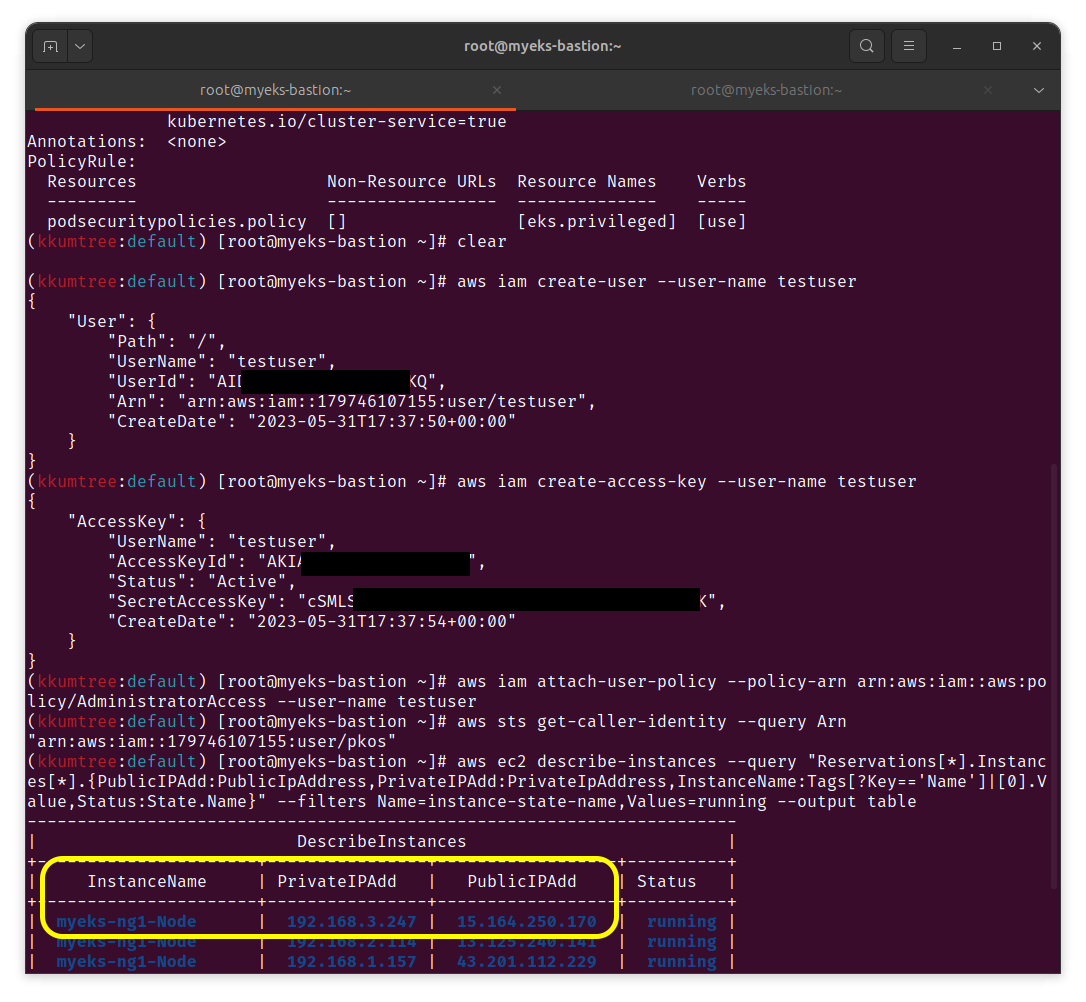 root@myeks-bastion:~
root@myeks-bastion:~ root@myeks-bastion:~
kubernetes.io/cluster-service=true
Annotations:  <none>
PolicyRule:
  Resources                   Non-Resource URLs  Resource Names    Verbs
  ---------                   -----------------  --------------    -----
  podsecuritypolicies.policy  []                 [eks.privileged]  [use]
(kkumtree:default) [root@myeks-bastion ~]# clear
(kkumtree:default) [root@myeks-bastion ~]# aws iam create-user --user-name testuser
{
    "User": {
        "Path": "/",
        "UserName": "testuser",
        "UserId": "AID KQ",
        "Arn": "arn:aws:iam::179746107155:user/testuser",
        "CreateDate": "2023-05-31T17:37:50+00:00"
    }
}
(kkumtree:default) [root@myeks-bastion ~]# aws iam create-access-key --user-name testuser
{
    "AccessKey": {
        "UserName": "testuser",
        "AccessKeyId": "AKIA ",
        "Status": "Active",
        "SecretAccessKey": "cSMLS K",
        "CreateDate": "2023-05-31T17:37:54+00:00"
    }
}
(kkumtree:default) [root@myeks-bastion ~]# aws iam attach-user-policy --policy-arn arn:aws:iam::aws:po
licy/AdministratorAccess --user-name testuser
(kkumtree:default) [root@myeks-bastion ~]# aws sts get-caller-identity --query Arn
"arn:aws:iam::179746107155:user/pkos"
(kkumtree:default) [root@myeks-bastion ~]# aws ec2 describe-instances --query "Reservations[*].Instanc
es[*].{PublicIPAdd:PublicIpAddress,PrivateIPAdd:PrivateIpAddress,InstanceName:Tags[?Key=='Name']|[0].V
alue,Status:State.Name}" --filters Name=instance-state-name,Values=running --output table
-----------------------------------------------------------------------
|                          DescribeInstances                          |
+----------------------+----------------+------------------+----------+
|     InstanceName     | PrivateIPAdd   |   PublicIPAdd    | Status   |
+----------------------+----------------+------------------+----------+
|  myeks-ng1-Node      |  192.168.3.247 |  15.164.250.170  |  running |
|  myeks-ng1-Node      |  192.168.2.114 |  13.125.240.141  |  running |
|  myeks-ng1-Node      |  192.168.1.157 |  43.201.112.229  |  running |